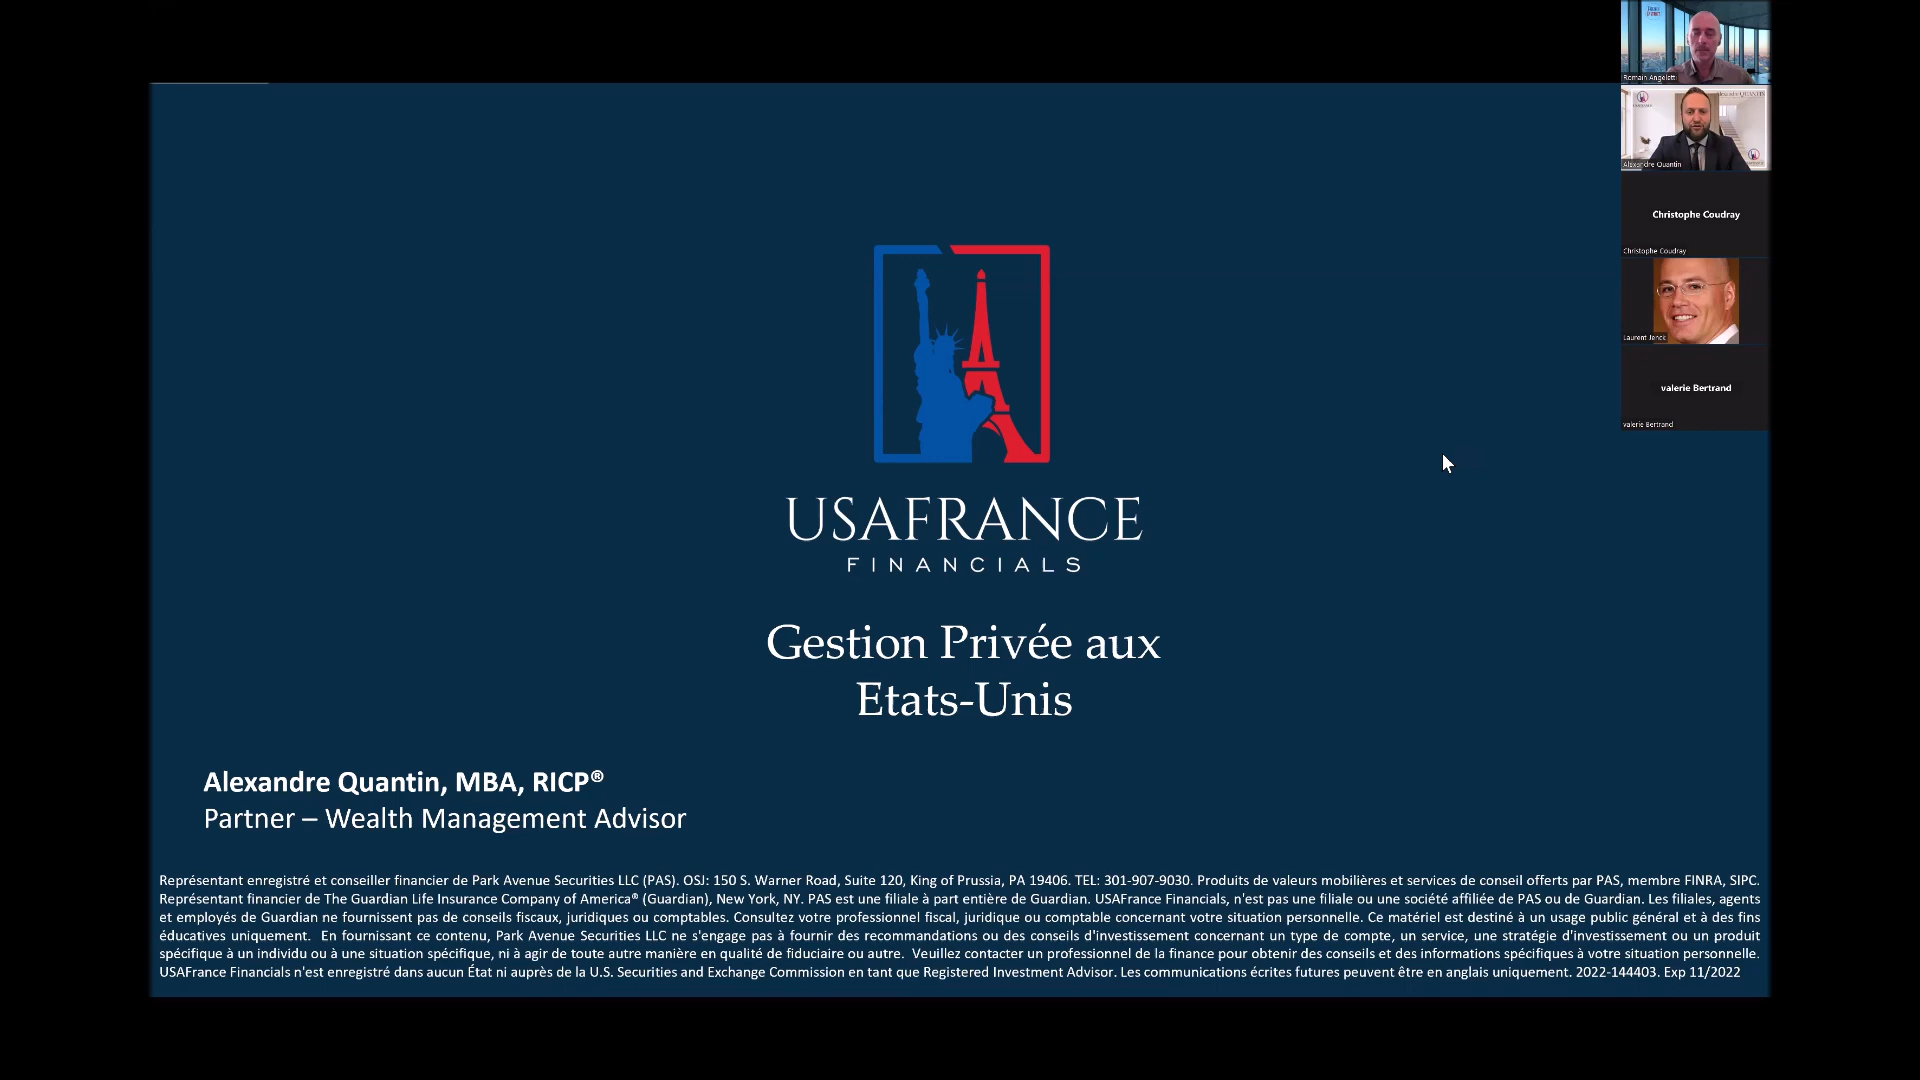 USAFRANCE
FINANCIALS
Gestion Privée aux
Etats-Unis
Alexandre Quantin, MBA, RICP®
Partner – Wealth Management Advisor
Représentant enregistré et conseiller financier de Park Avenue Securities LLC (PAS). OSJ: 150 S. Warner Road, Suite 120, King of Prussia, PA 19406. TEL: 301-907-9030. Produits de valeurs mobilières et services de conseil offerts par PAS, membre FINRA, SIPC.
Représentant financier de The Guardian Life Insurance Company of America® (Guardian), New York, NY. PAS est une filiale à part entière de Guardian. USAFrance Financials, n'est pas une filiale ou une société affiliée de PAS ou de Guardian. Les filiales, agents
et employés de Guardian ne fournissent pas de conseils fiscaux, juridiques ou comptables. Consultez votre professionnel fiscal, juridique ou comptable concernant votre situation personnelle. Ce matériel est destiné à un usage public général et à des fins
éducatives uniquement. En fournissant ce contenu, Park Avenue Securities LLC ne s'engage pas à fournir des recommandations ou des conseils d'investissement concernant un type de compte, un service, une stratégie d'investissement ou un produit
spécifique à un individu ou à une situation spécifique, ni à agir de toute autre manière en qualité de fiduciaire ou autre. Veuillez contacter un professionnel de la finance pour obtenir des conseils et des informations spécifiques à votre situation personnelle.
USAFrance Financials n'est enregistré dans aucun État ni auprès de la U.S. Securities and Exchange Commission en tant que Registered Investment Advisor. Les communications écrites futures peuvent être en anglais uniquement. 2022-144403. Exp 11/2022
Romain Angeletti
Alexandre QUANTIN
Alexandre Quantin
Christophe Coudray
Christophe Coudray
Laurent Jenck
valerie Bertrand
valerie Bertrand